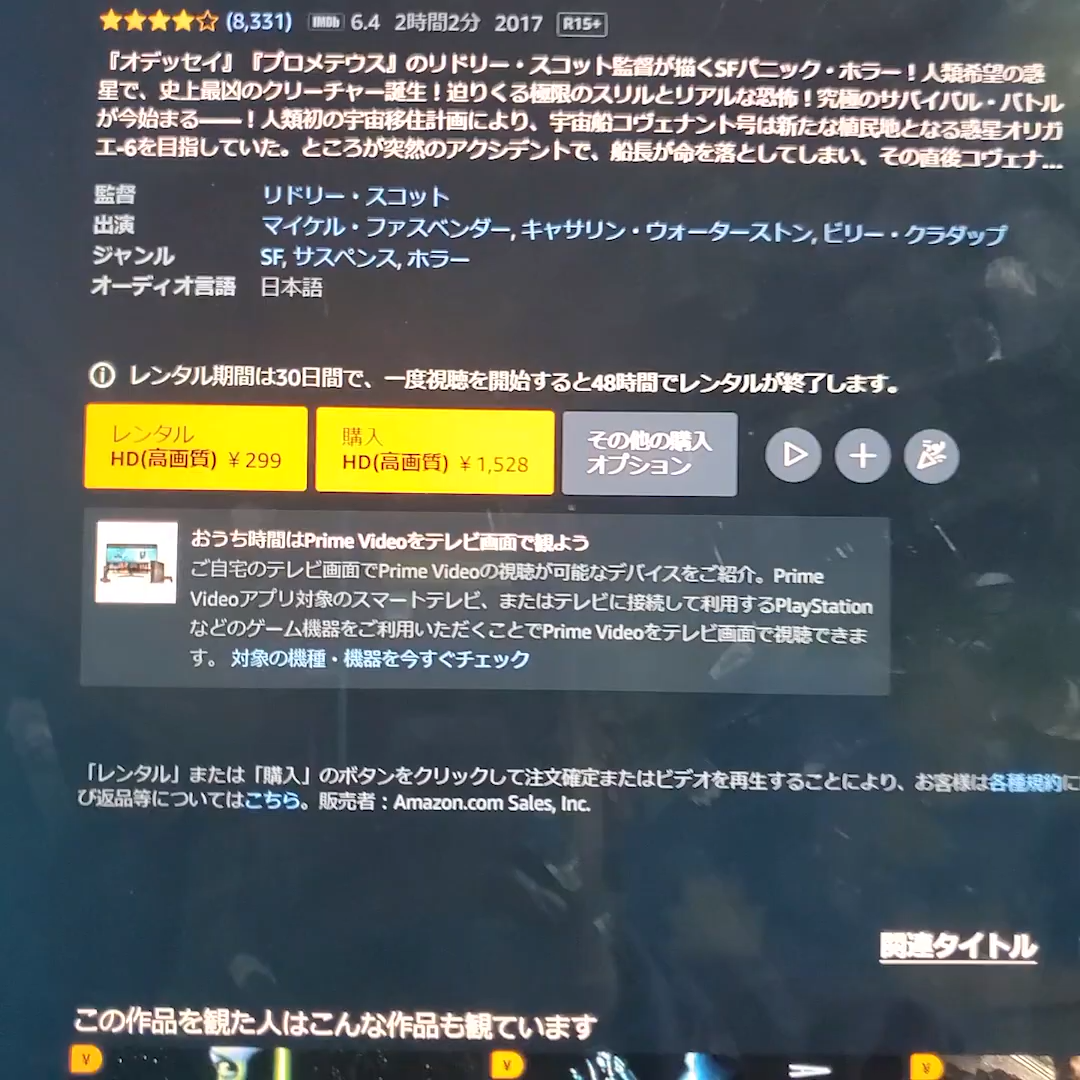 ★★★★☆ (8,331) IMDb 6.4 2時間2分 2017 R15+
『オデッセイ』『プロメテウス』のリドリー・スコット監督が描くSFパニック・ホラー！人類希望の惑
星で、史上最凶のクリーチャー誕生！迫りくる極限のスリルとリアルな恐怖！究極のサバイバル・バトル
が今始まる――！人類初の宇宙移住計画により、宇宙船コヴェナント号は新たな植民地となる惑星オリガ
エ-6を目指していた。ところが突然のアクシデントで、船長が命を落としてしまい、その直後コヴェナ...
監督 リドリー・スコット
出演 マイケル・ファスベンダー, キャサリン・ウォーターストン, ビリー・クラダップ
ジャンル SF, サスペンス, ホラー
オーディオ言語 日本語
レンタル期間は30日間で、一度視聴を開始すると48時間でレンタルが終了します。
レンタル
HD(高画質) ¥299
購入
HD(高画質) ¥1,528
その他の購入
オプション
おうち時間はPrime Videoをテレビ画面で観よう
ご自宅のテレビ画面でPrime Videoの視聴が可能なデバイスをご紹介。Prime
Videoアプリ対象のスマートテレビ、またはテレビに接続して利用するPlayStation
などのゲーム機器をご利用いただくことでPrime Videoをテレビ画面で視聴できま
す。 対象の機種・機器を今すぐチェック
「レンタル」または「購入」のボタンをクリックして注文確定またはビデオを再生することにより、お客様は各種規約に
び返品等についてはこちら。販売者：Amazon.com Sales, Inc.
関連タイトル
この作品を観た人はこんな作品も観ています
¥ ¥ ¥